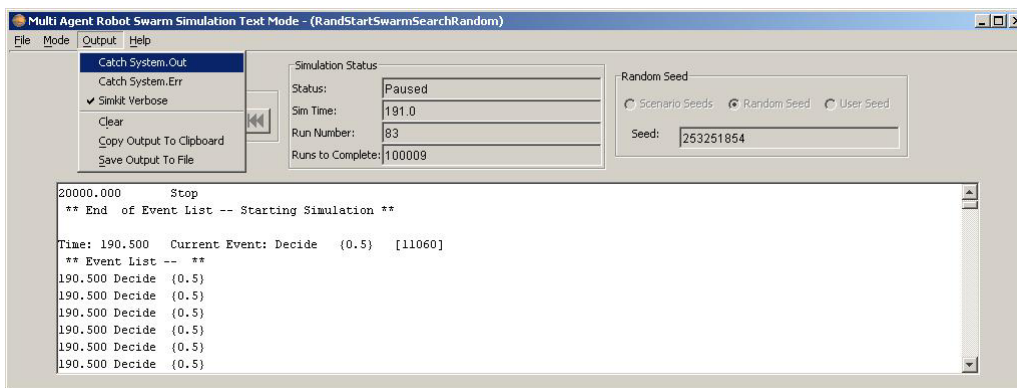 Multi Agent Robot Swarm Simulation Text Mode - (RandStartSwarmSearchRandom)
File Mode Output Help
Catch System.Out
Catch System.Err
Simkit Verbose
Clear
Copy Output To Clipboard
Save Output To File
Simulation Status
Status: Paused
Sim Time: 191.0
Run Number: 83
Runs to Complete: 100009
Random Seed
Scenario Seeds Random Seed User Seed
Seed: 253251854
20000.000 Stop
** End of Event List -- Starting Simulation **
Time: 190.500 Current Event: Decide {0.5} [11060]
** Event List -- **
190.500 Decide {0.5}
190.500 Decide {0.5}
190.500 Decide {0.5}
190.500 Decide {0.5}
190.500 Decide {0.5}
190.500 Decide {0.5}